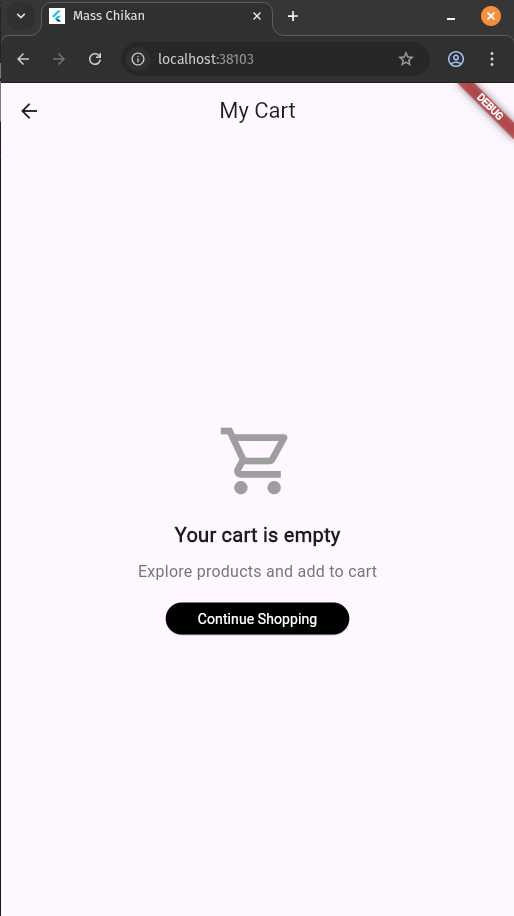 Mass Chikan
localhost:38103
My Cart
DEBUG
Your cart is empty
Explore products and add to cart
Continue Shopping